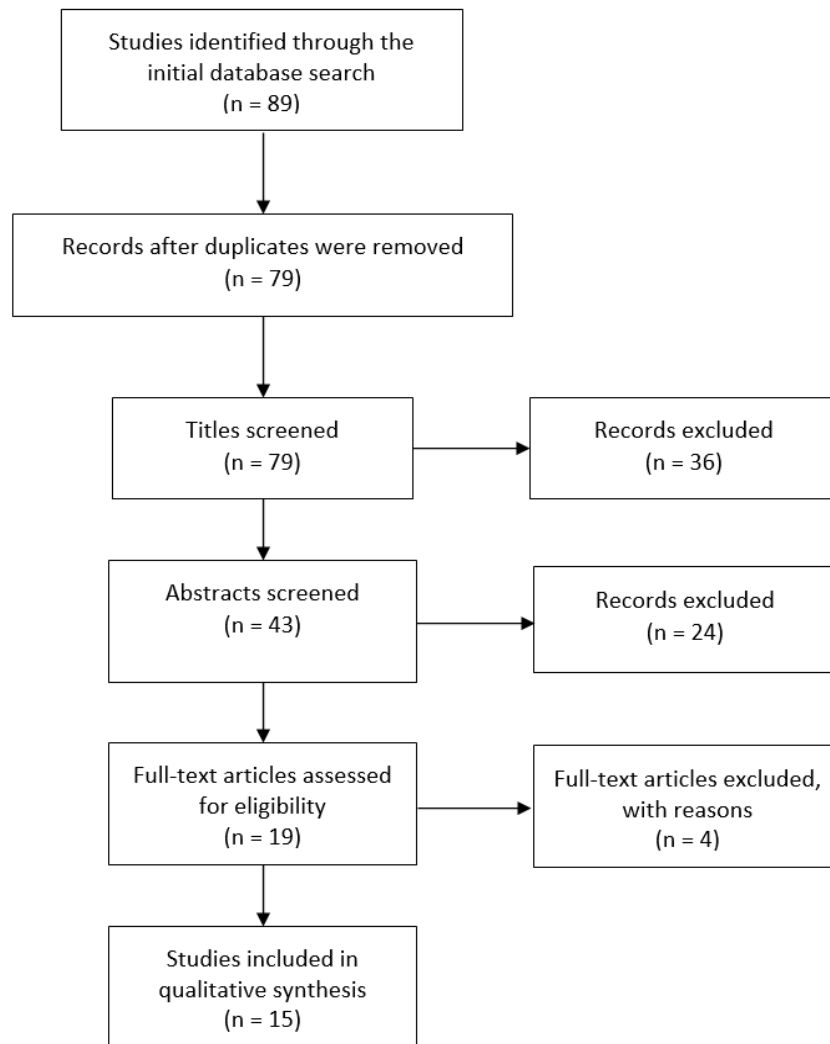 Studies identified through the
initial database search
(n = 89)
Records after duplicates were removed
(n = 79)
Titles screened
(n = 79)
Records excluded
(n = 36)
Abstracts screened
(n = 43)
Records excluded
(n = 24)
Full-text articles assessed
for eligibility
(n = 19)
Full-text articles excluded,
with reasons
(n = 4)
Studies included in
qualitative synthesis
(n = 15)